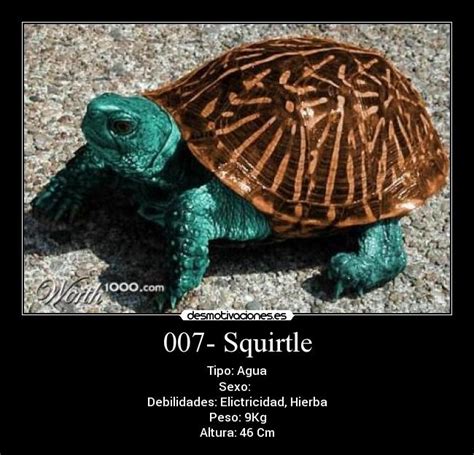 Worth1000.com
desmotivaciones.es
007- Squirtle
Tipo: Agua
Sexo:
Debilidades: Elictricidad, Hierba
Peso: 9Kg
Altura: 46 Cm